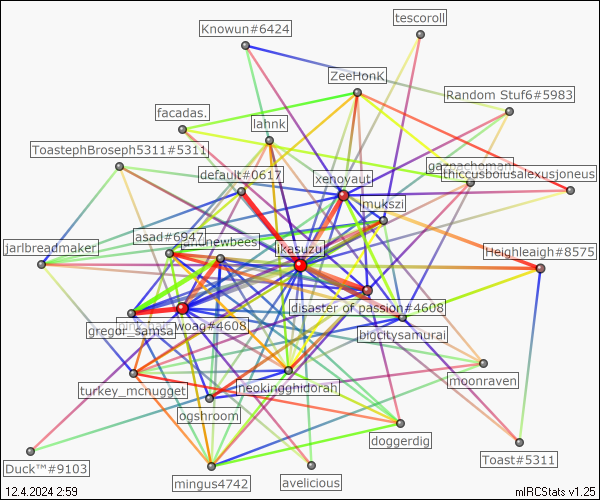 tescoroll
Knowun#6424
ZeeHonK
Random Stuf6#5983
facadas.
lahnk
ToastephBroseph5311#5311
gazpachoman
thiccusboiusalexusjoneus
default#0617
xenoyaut
mukszi
asad#6947
newbees
ikasuzu
jarlbreadmaker
Heighleaigh#8575
disaster of passion#4608
woag#4608
gregor_samsa
bigcitysamurai
turkey_mcnugget
neokingghidorah
moonraven
ogshroom
doggerdig
Toast#5311
Duck™#9103
mingus4742
avelicious
12.4.2024 2:59
mIRCStats v1.25